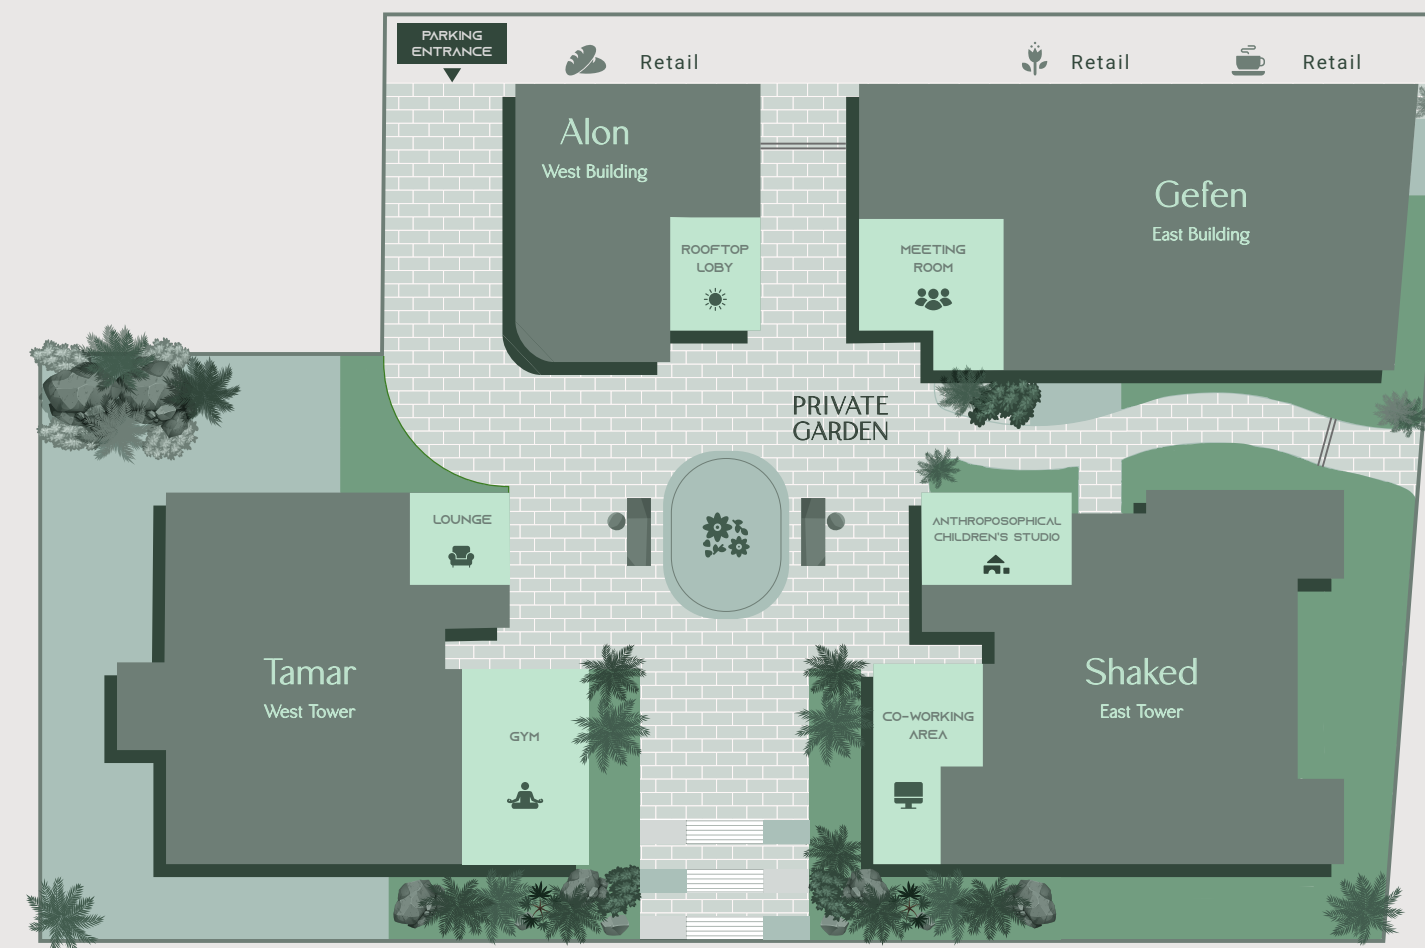 PARKING
ENTRANCE
Retail
Retail
Retail
Alon
West Building
Gefen
East Building
ROOFTOP
LOBY
MEETING
ROOM
PRIVATE
GARDEN
LOUNGE
ANTHROPOSOPHICAL
CHILDREN'S STUDIO
Tamar
West Tower
Shaked
East Tower
GYM
CO-WORKING
AREA